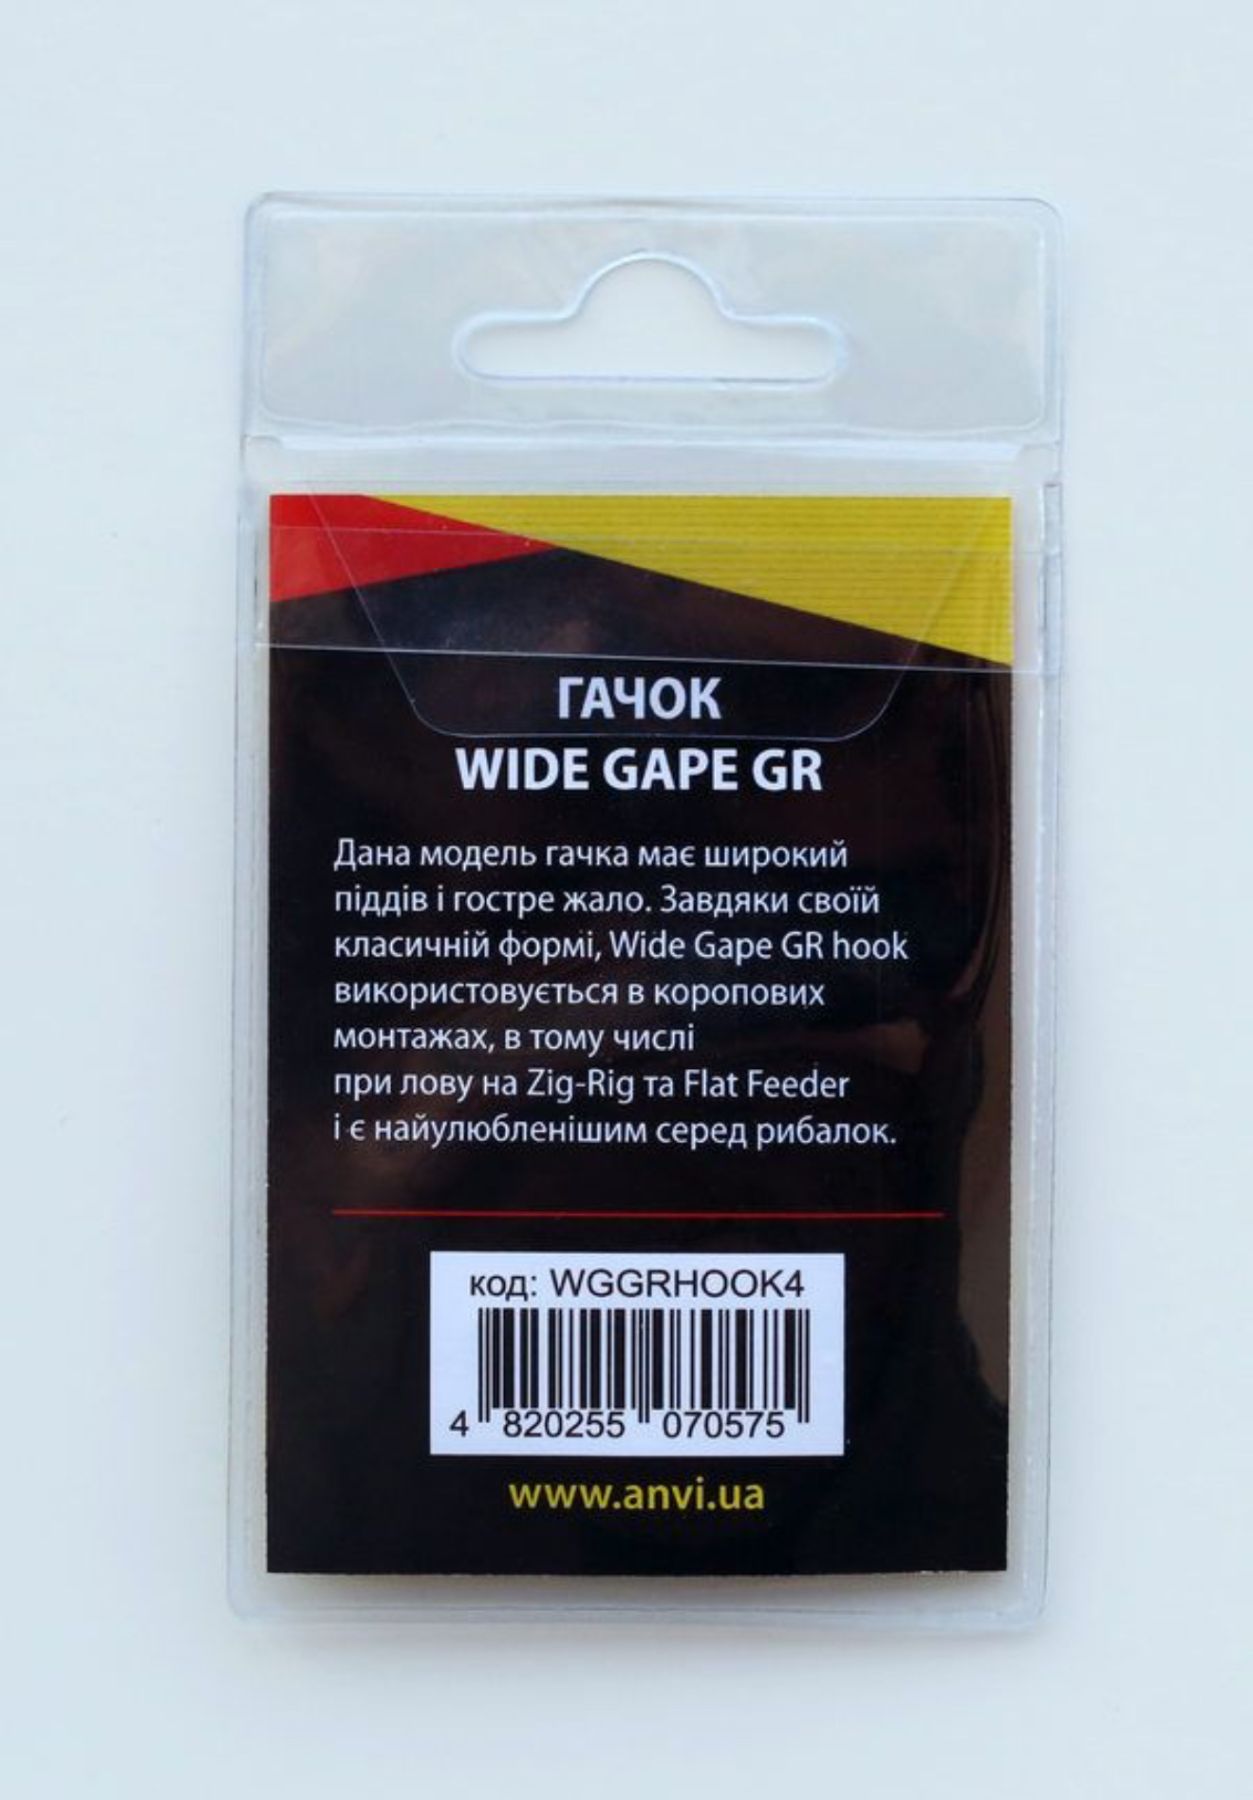 ГАЧОК
WIDE GAPE GR
Дана модель гачка має широкий
піддів і гостре жало. Завдяки своїй
класичній формі, Wide Gape GR hook
використовується в коропових
монтажах, в тому числі
при лову на Zig-Rig та Flat Feeder
і є найулюбленішим серед рибалок.
код: WGGRHOOK4
4 820255 070575
www.anvi.ua